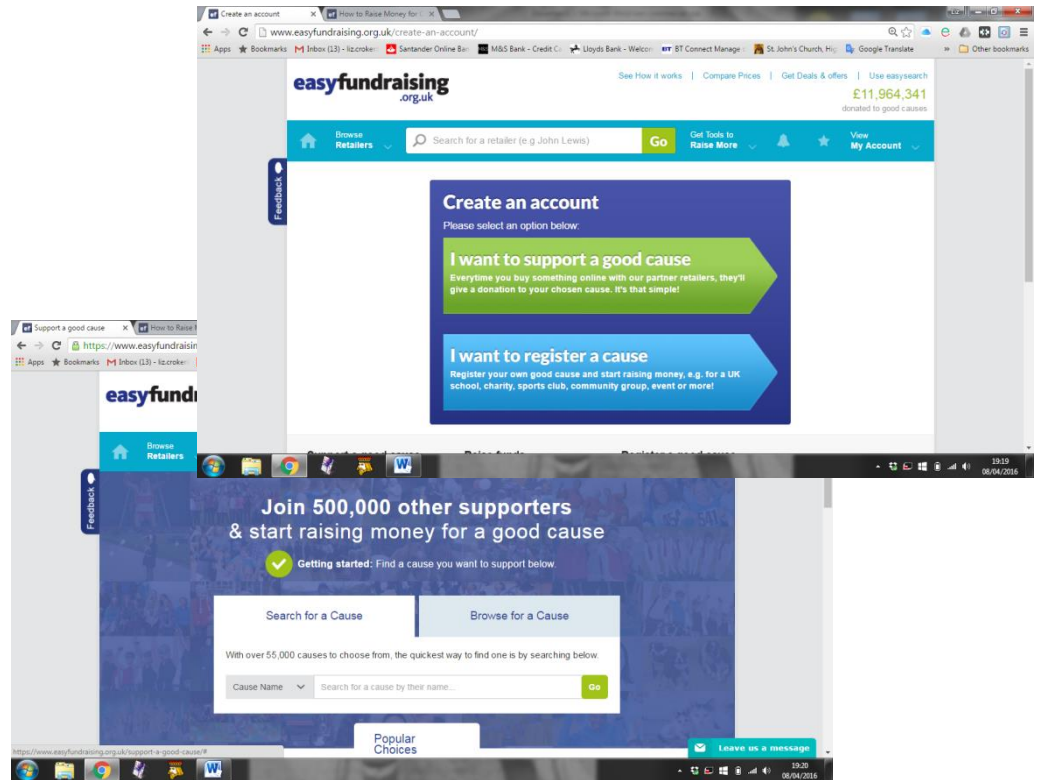 Create an account
How to Raise Money for
www.easyfundraising.org.uk/create-an-account/
Apps Bookmarks Inbox (13) - liz.croker Santander Online Ban M&S Bank - Credit Ca Lloyds Bank - Welcom BT Connect Manage St. John's Church, Hig Google Translate » Other bookmarks
easyfundraising
.org.uk
See How it works | Compare Prices | Get Deals & offers | Use easysearch
£11,964,341
donated to good causes
Browse
Retailers
Search for a retailer (e.g John Lewis)
Go
Get Tools to
Raise More
View
My Account
Feedback
Create an account
Please select an option below:
I want to support a good cause
Everytime you buy something online with our partner retailers, they'll
give a donation to your chosen cause. It's that simple!
I want to register a cause
Register your own good cause and start raising money, e.g. for a UK
school, charity, sports club, community group, event or more!
19:19
08/04/2016
Support a good cause
How to Raise
https://www.easyfundraisin
Apps Bookmarks Inbox (13) - liz.croker
easyfund
Browse
Retailers
Feedback
Join 500,000 other supporters
& start raising money for a good cause
Getting started: Find a cause you want to support below.
Search for a Cause
Browse for a Cause
With over 55,000 causes to choose from, the quickest way to find one is by searching below.
Cause Name
Search for a cause by their name...
Go
Popular
Choices
https://www.easyfundraising.org.uk/support-a-good-cause/#
Leave us a message
19:20
08/04/2016